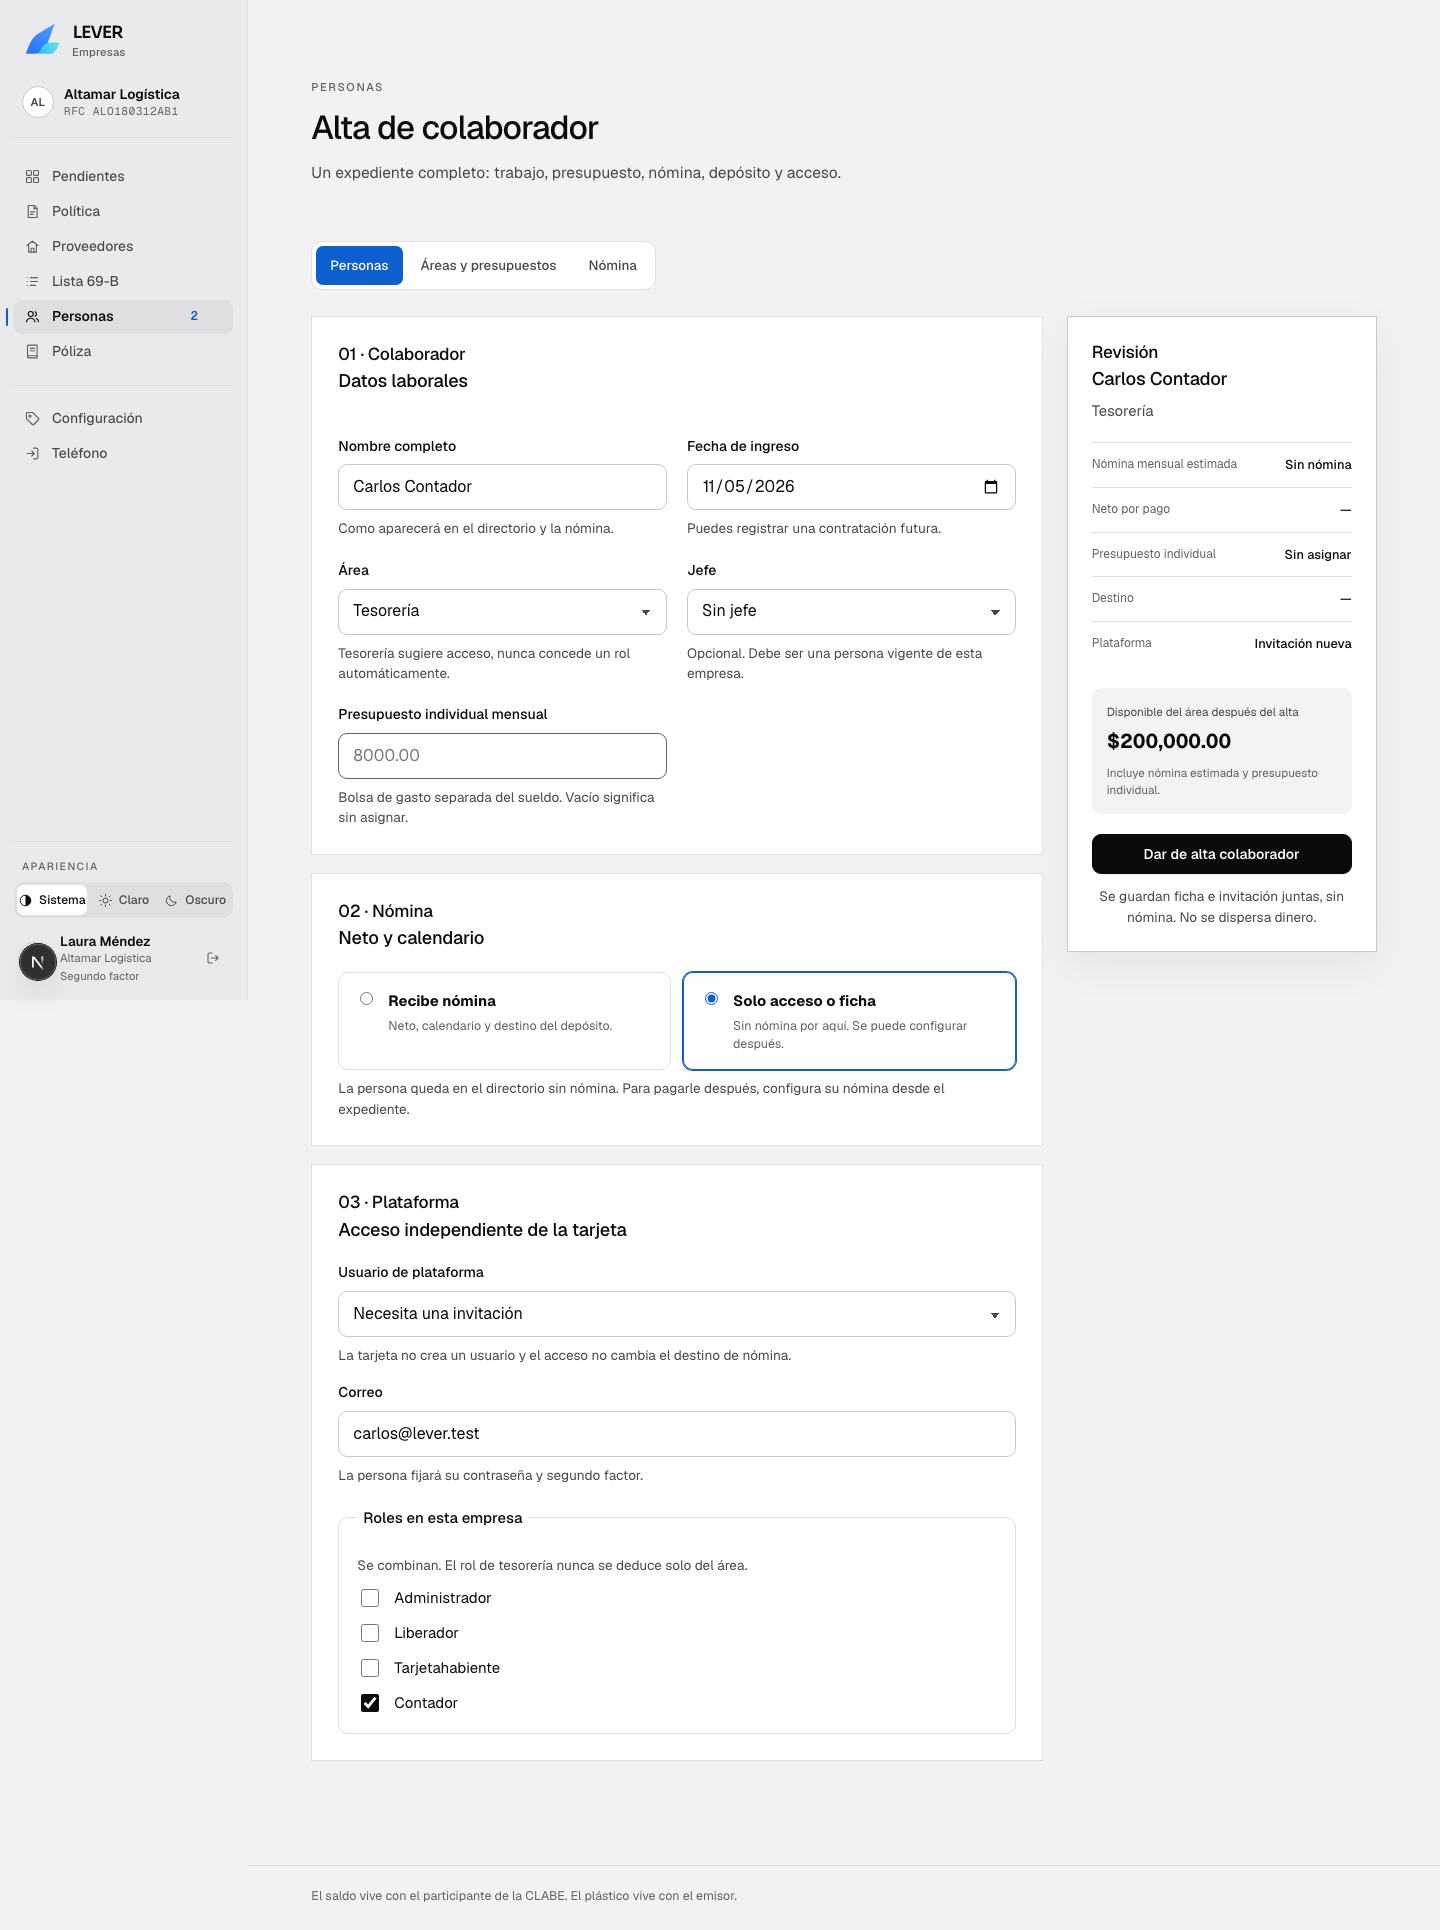 LEVER
Empresas
AL
Altamar Logística
RFC ALO180312AB1
Pendientes
Política
Proveedores
Lista 69-B
Personas 2
Póliza
Configuración
Teléfono
APARIENCIA
Sistema Claro Oscuro
N
Laura Méndez
Altamar Logística
Segundo factor
PERSONAS
Alta de colaborador
Un expediente completo: trabajo, presupuesto, nómina, depósito y acceso.
Personas Áreas y presupuestos Nómina
01 · Colaborador
Datos laborales
Nombre completo
Carlos Contador
Como aparecerá en el directorio y la nómina.
Fecha de ingreso
11/05/2026
Puedes registrar una contratación futura.
Área
Tesorería
Tesorería sugiere acceso, nunca concede un rol
automáticamente.
Jefe
Sin jefe
Opcional. Debe ser una persona vigente de esta
empresa.
Presupuesto individual mensual
8000.00
Bolsa de gasto separada del sueldo. Vacío significa
sin asignar.
02 · Nómina
Neto y calendario
Recibe nómina
Neto, calendario y destino del depósito.
Solo acceso o ficha
Sin nómina por aquí. Se puede configurar
después.
La persona queda en el directorio sin nómina. Para pagarle después, configura su nómina desde el
expediente.
03 · Plataforma
Acceso independiente de la tarjeta
Usuario de plataforma
Necesita una invitación
La tarjeta no crea un usuario y el acceso no cambia el destino de nómina.
Correo
carlos@lever.test
La persona fijará su contraseña y segundo factor.
Roles en esta empresa
Se combinan. El rol de tesorería nunca se deduce solo del área.
Administrador
Liberador
Tarjetahabiente
Contador
Revisión
Carlos Contador
Tesorería
Nómina mensual estimada Sin nómina
Neto por pago —
Presupuesto individual Sin asignar
Destino —
Plataforma Invitación nueva
Disponible del área después del alta
$200,000.00
Incluye nómina estimada y presupuesto
individual.
Dar de alta colaborador
Se guardan ficha e invitación juntas, sin
nómina. No se dispersa dinero.
El saldo vive con el participante de la CLABE. El plástico vive con el emisor.